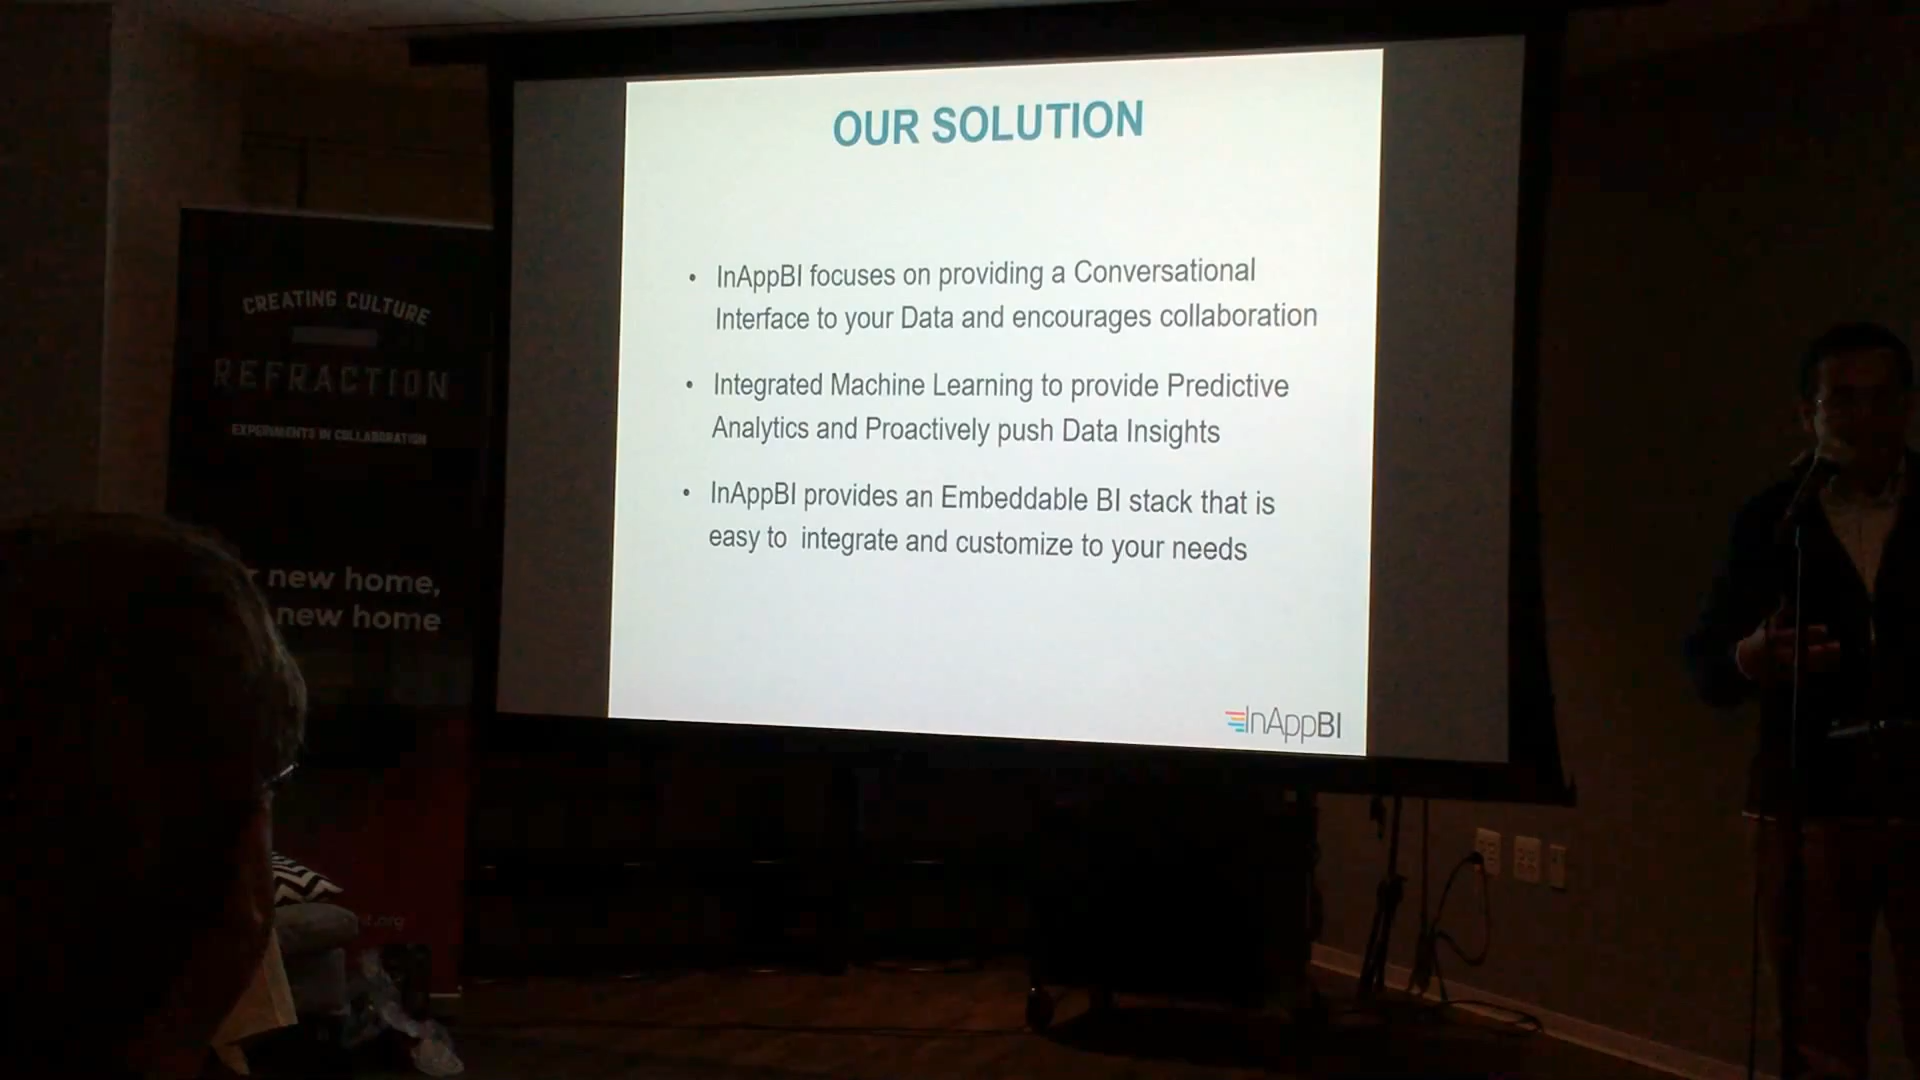 OUR SOLUTION
• InAppBI focuses on providing a Conversational
Interface to your Data and encourages collaboration
• Integrated Machine Learning to provide Predictive
Analytics and Proactively push Data Insights
• InAppBI provides an Embeddable BI stack that is
easy to integrate and customize to your needs
InAppBI
CREATING CULTURE
REFRACTION
EXPERIMENTS IN COLLABORATION
new home,
new home
.org